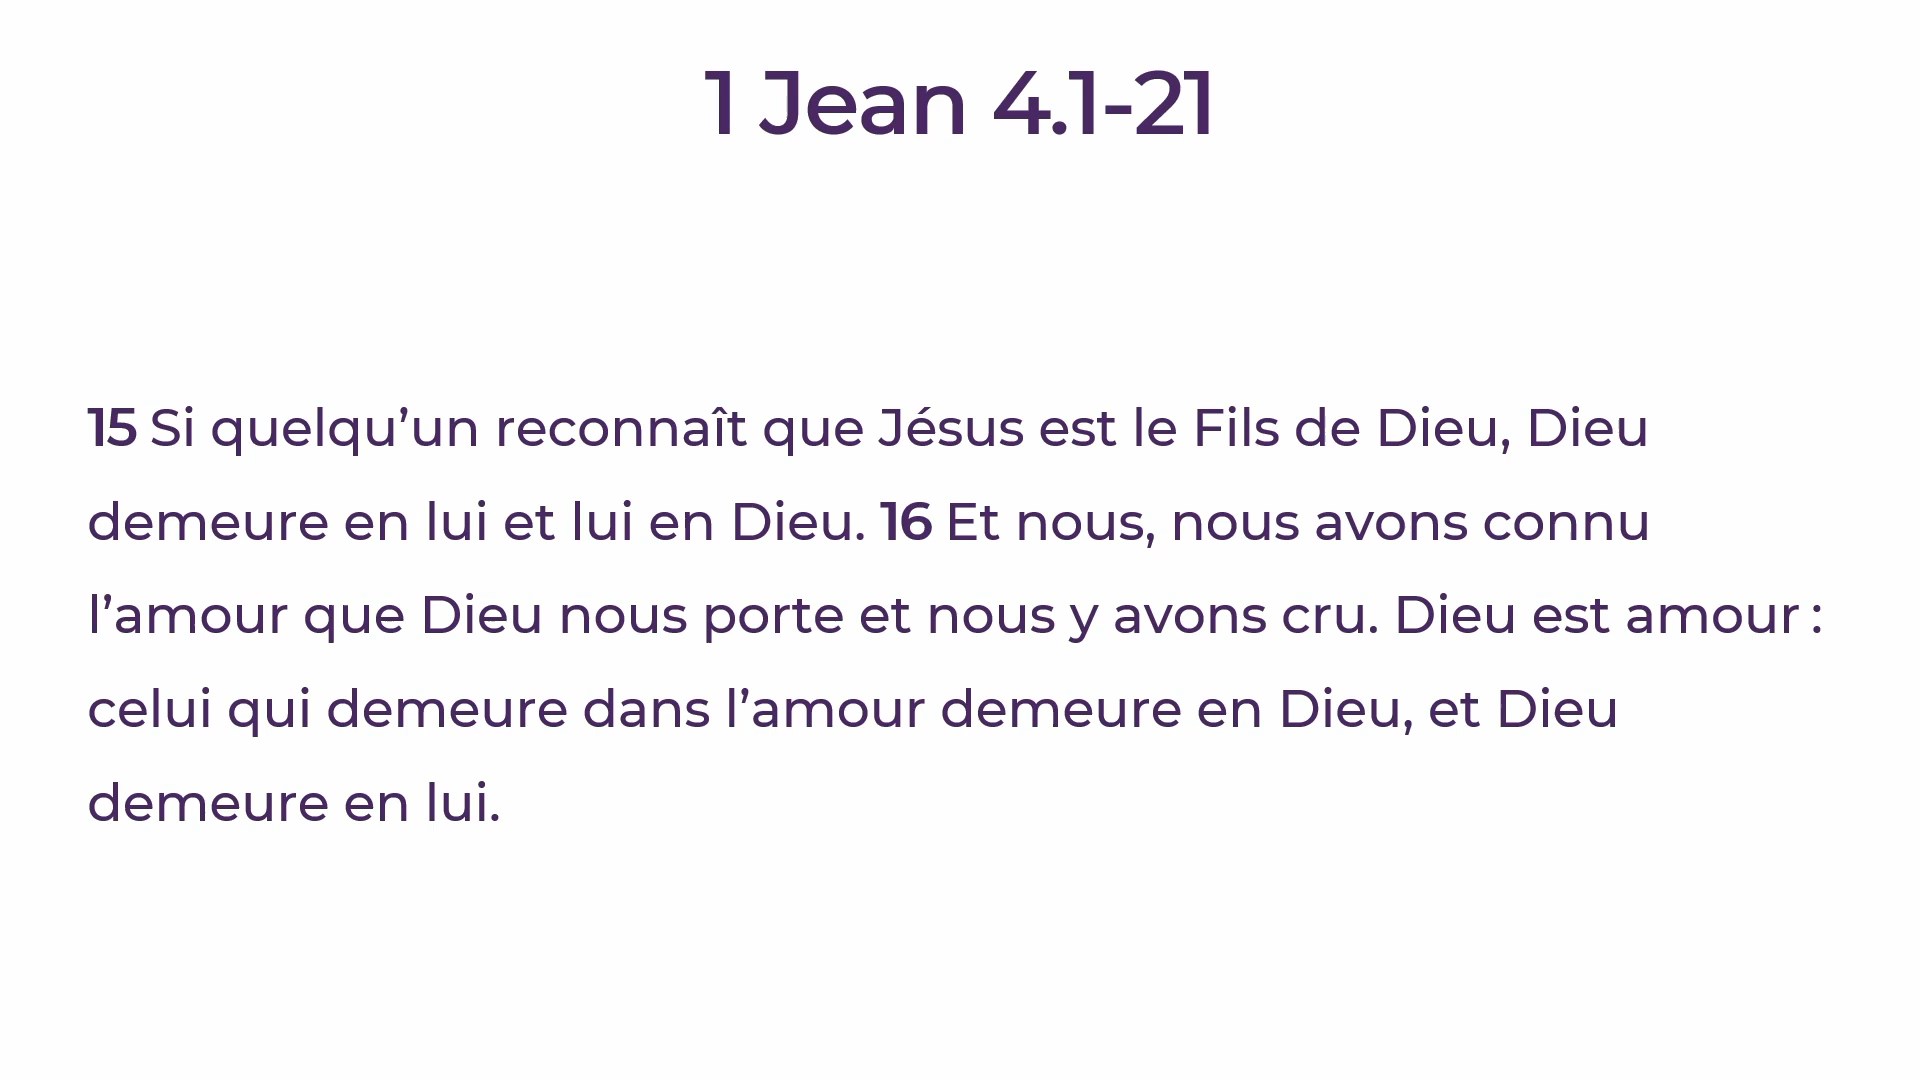 1 Jean 4.1-21
15 Si quelqu’un reconnaît que Jésus est le Fils de Dieu, Dieu
demeure en lui et lui en Dieu. 16 Et nous, nous avons connu
l’amour que Dieu nous porte et nous y avons cru. Dieu est amour :
celui qui demeure dans l’amour demeure en Dieu, et Dieu
demeure en lui.